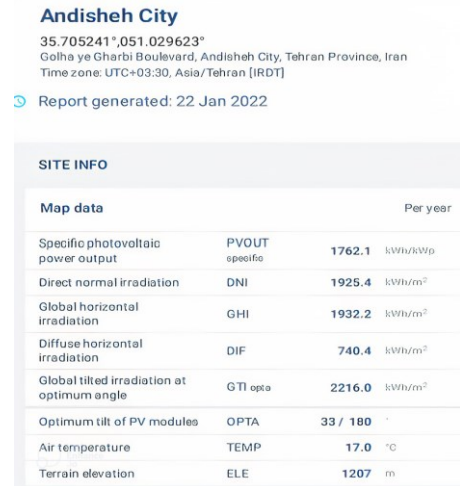 Andisheh City
35.705241°,051.029623°
Golha ye Gharbi Boulevard, Andisheh City, Tehran Province, Iran
Time zone: UTC+03:30, Asia/Tehran [IRDT]
Report generated: 22 Jan 2022
SITE INFO
Map data Per year
Specific photovoltaic power output PVOUT specific 1762.1 kWh/kWp
Direct normal irradiation DNI 1925.4 kWh/m²
Global horizontal irradiation GHI 1932.2 kWh/m²
Diffuse horizontal irradiation DIF 740.4 kWh/m²
Global tilted irradiation at optimum angle GTI opta 2216.0 kWh/m²
Optimum tilt of PV modules OPTA 33 / 180 °
Air temperature TEMP 17.0 °C
Terrain elevation ELE 1207 m